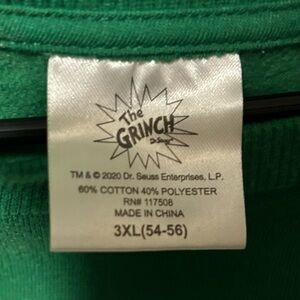 The
GRINCH
Dr. Seuss
TM & © 2020 Dr. Seuss Enterprises, L.P.
60% COTTON 40% POLYESTER
RN# 117508
MADE IN CHINA
3XL(54-56)